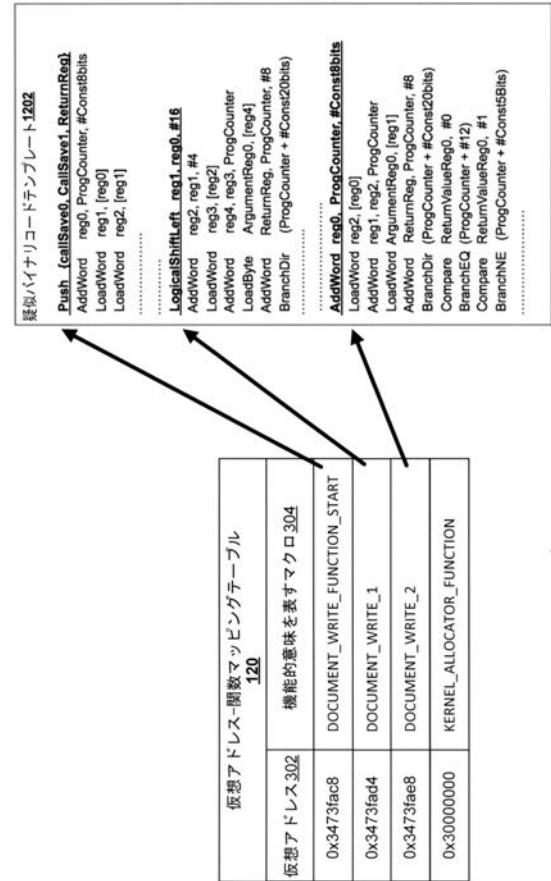 仮想アドレス-関数マッピングテーブル
120
仮想アドレス302 機能的意味を表すマクロ304
0x3473fac8 DOCUMENT_WRITE_FUNCTION_START
0x3473fad4 DOCUMENT_WRITE_1
0x3473fae8 DOCUMENT_WRITE_2
0x30000000 KERNEL_ALLOCATOR_FUNCTION
疑似バイナリコードテンプレート1202
Push {callSave0, CallSave1, ReturnReg}
AddWord reg0, ProgCounter, #Const8bits
LoadWord reg1, [reg0]
LoadWord reg2, [reg1]
............
............
LogicalShiftLeft reg1, reg0, #16
AddWord reg2, reg1, #4
LoadWord reg3, [reg2]
AddWord reg4, reg3, ProgCounter
LoadByte ArgumentReg0, [reg4]
AddWord ReturnReg, ProgCounter, #8
BranchDir (ProgCounter + #Const20bits)
............
............
AddWord reg0, ProgCounter, #Const8bits
LoadWord reg2, [reg0]
AddWord reg1, reg2, ProgCounter
LoadWord ArgumentReg0, [reg1]
AddWord ReturnReg, ProgCounter, #8
BranchDir (ProgCounter + #Const20bits)
Compare ReturnValueReg0, #0
BranchEQ (ProgCounter + #12)
Compare ReturnValueReg0, #1
BranchNE (ProgCounter + #Const5Bits)
............